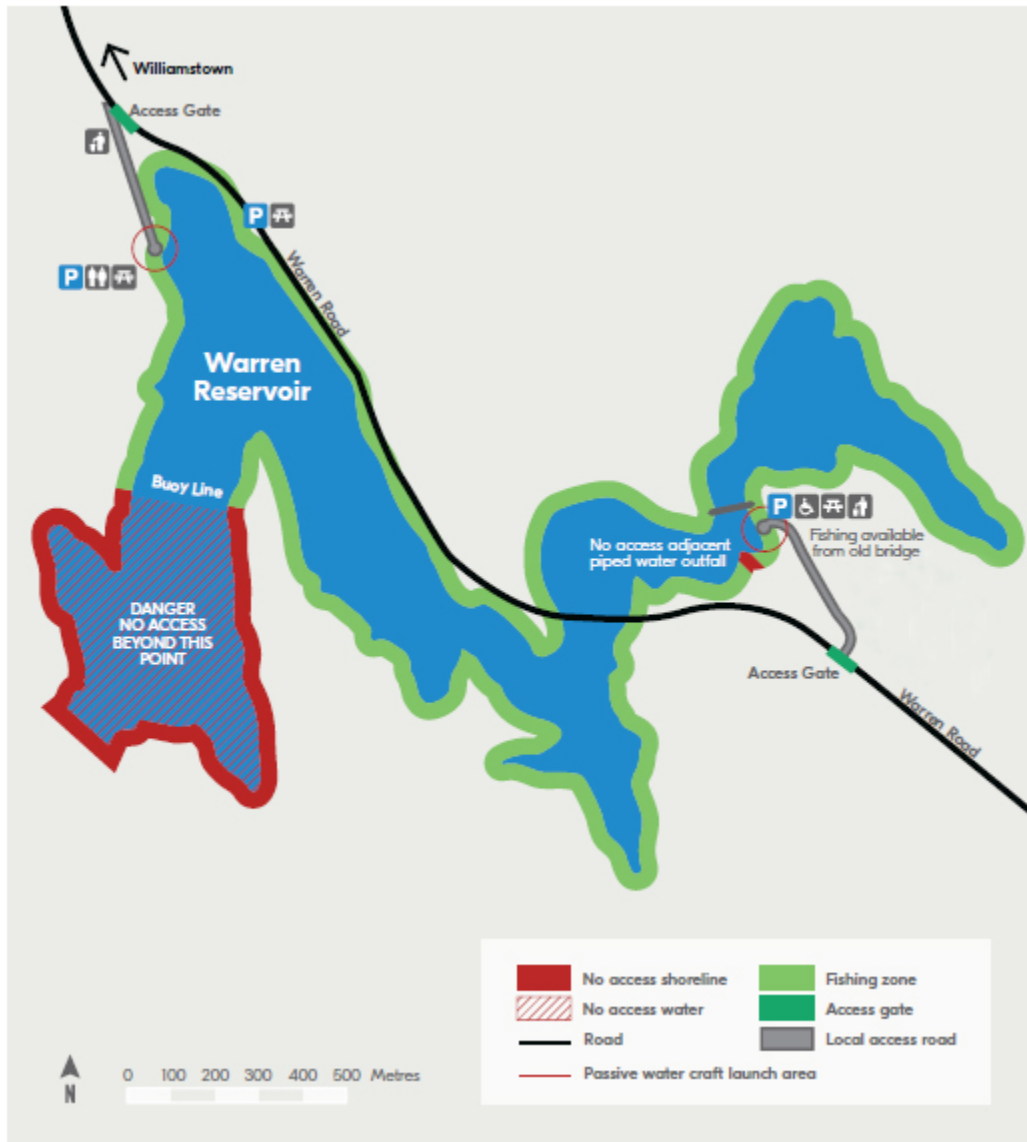 Williamstown
Access Gate
P
Warren Road
P
Warren
Reservoir
Buoy Line
P
No access adjacent
piped water outfall
Fishing available
from old bridge
DANGER
NO ACCESS
BEYOND THIS
POINT
Access Gate
Warren Road
No access shoreline
Fishing zone
No access water
Access gate
Road
Local access road
Passive water craft launch area
N
0 100 200 300 400 500 Metres